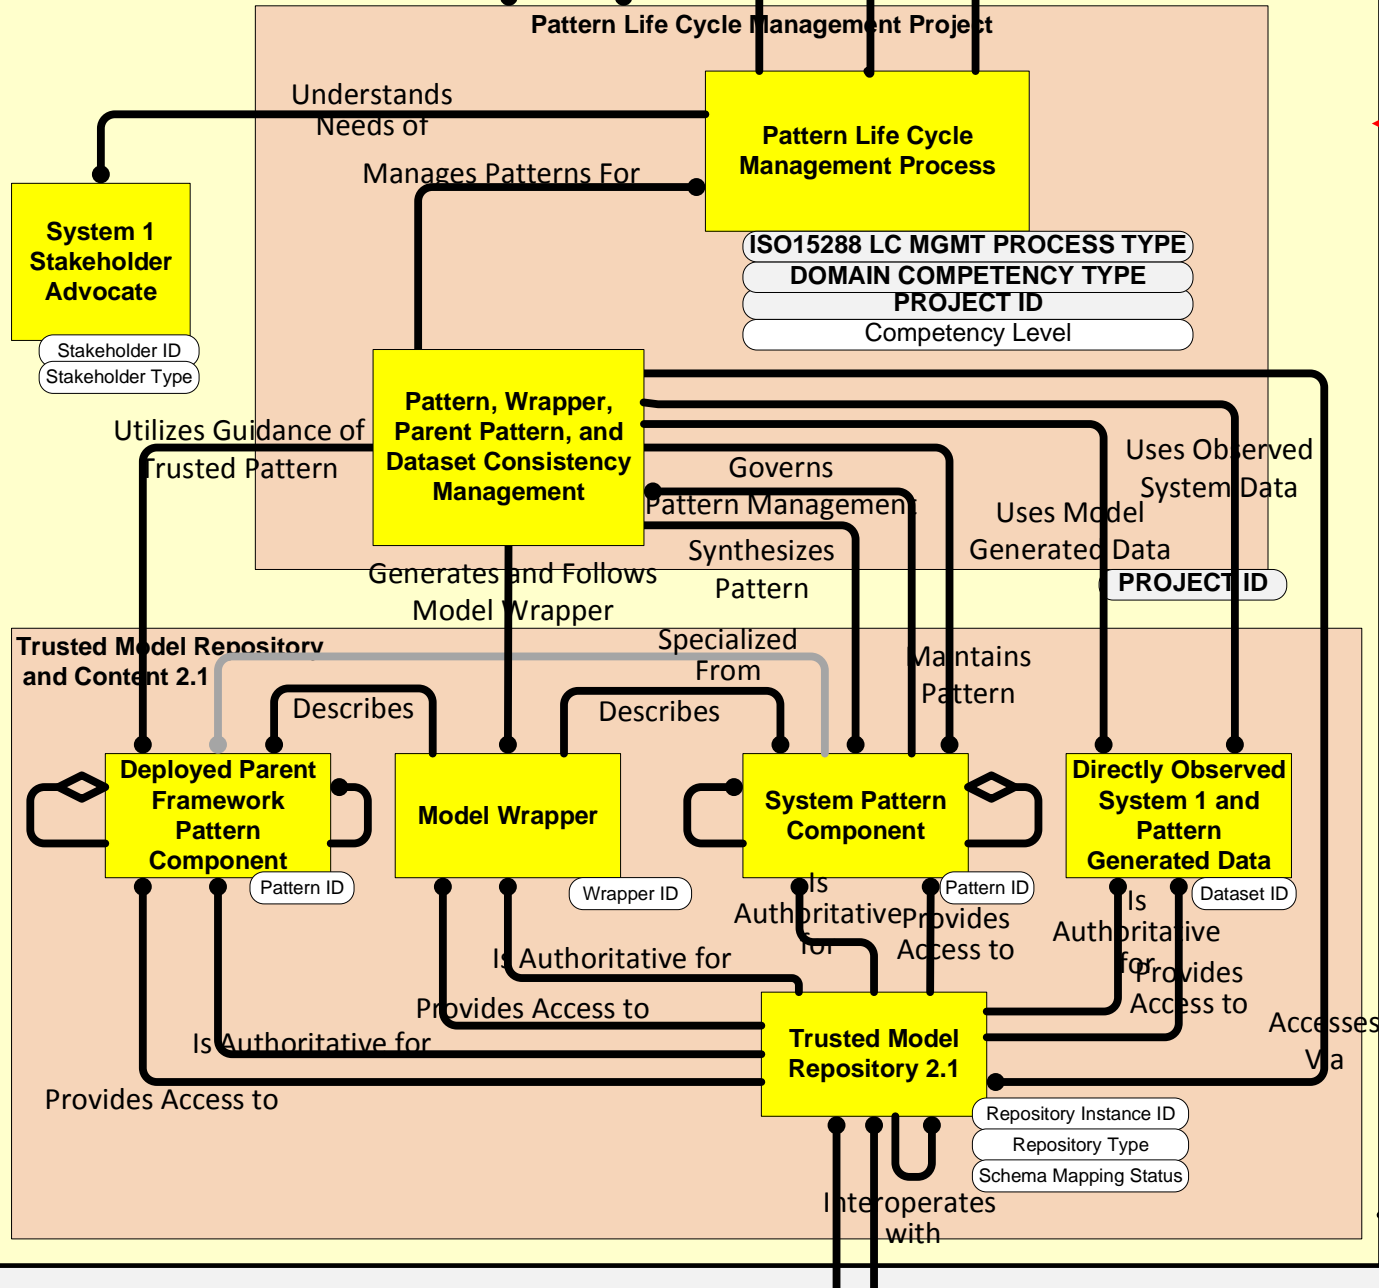 Pattern Life Cycle Management Project
Understands
Needs of
Pattern Life Cycle
Management Process
Manages Patterns For
System 1
Stakeholder
Advocate
ISO15288 LC MGMT PROCESS TYPE
DOMAIN COMPETENCY TYPE
PROJECT ID
Competency Level
Stakeholder ID
Stakeholder Type
Pattern, Wrapper,
Parent Pattern, and
Dataset Consistency
Management
Utilizes Guidance of
Trusted Pattern
Governs
Pattern Management
Uses Observed
System Data
Uses Model
Generated Data
Synthesizes
Pattern
Generates and Follows
Model Wrapper
PROJECT ID
Trusted Model Repository
and Content 2.1
Specialized
From
Maintains
Pattern
Describes
Describes
Deployed Parent
Framework
Pattern
Component
Model Wrapper
System Pattern
Component
Directly Observed
System 1 and
Pattern
Generated Data
Pattern ID
Wrapper ID
Pattern ID
Dataset ID
Is
Authoritative
for
Provides
Access to
Is
Authoritative
for
Provides
Access to
Is Authoritative for
Provides Access to
Is Authoritative for
Provides Access to
Trusted Model
Repository 2.1
Accesses
Via
Repository Instance ID
Repository Type
Schema Mapping Status
Interoperates
with